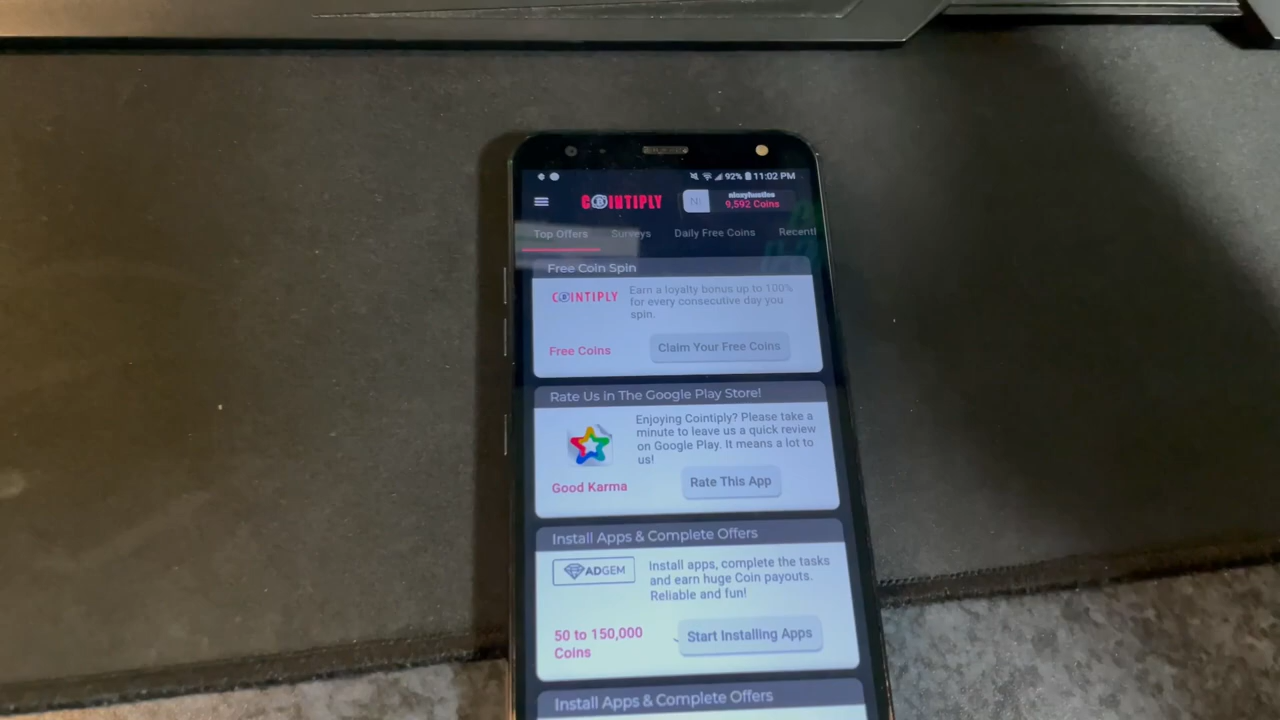 92% 11:02 PM
COINTIPLY
NI
ninnyhustles
9,592 Coins
Top Offers Surveys Daily Free Coins Recentl
Free Coin Spin
COINTIPLY
Earn a loyalty bonus up to 100%
for every consecutive day you
spin.
Free Coins
Claim Your Free Coins
Rate Us in The Google Play Store!
Enjoying Cointiply? Please take a
minute to leave us a quick review
on Google Play. It means a lot to
us!
Good Karma
Rate This App
Install Apps & Complete Offers
ADGEM
Install apps, complete the tasks
and earn huge Coin payouts.
Reliable and fun!
50 to 150,000
Coins
Start Installing Apps
Install Apps & Complete Offers